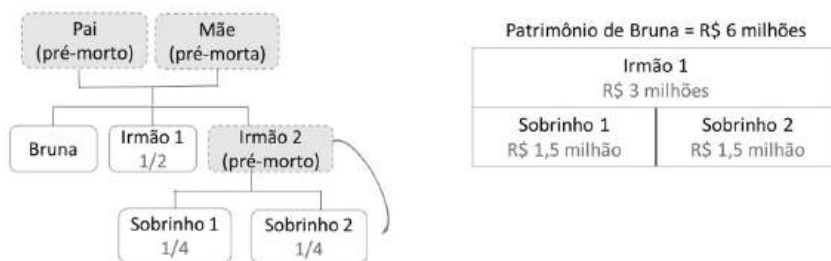 Pai
(pré-morto)
Mãe
(pré-morta)
Bruna
Irmão 1
1/2
Irmão 2
(pré-morto)
Sobrinho 1
1/4
Sobrinho 2
1/4
Patrimônio de Bruna = R$ 6 milhões
Irmão 1
R$ 3 milhões
Sobrinho 1
R$ 1,5 milhão
Sobrinho 2
R$ 1,5 milhão